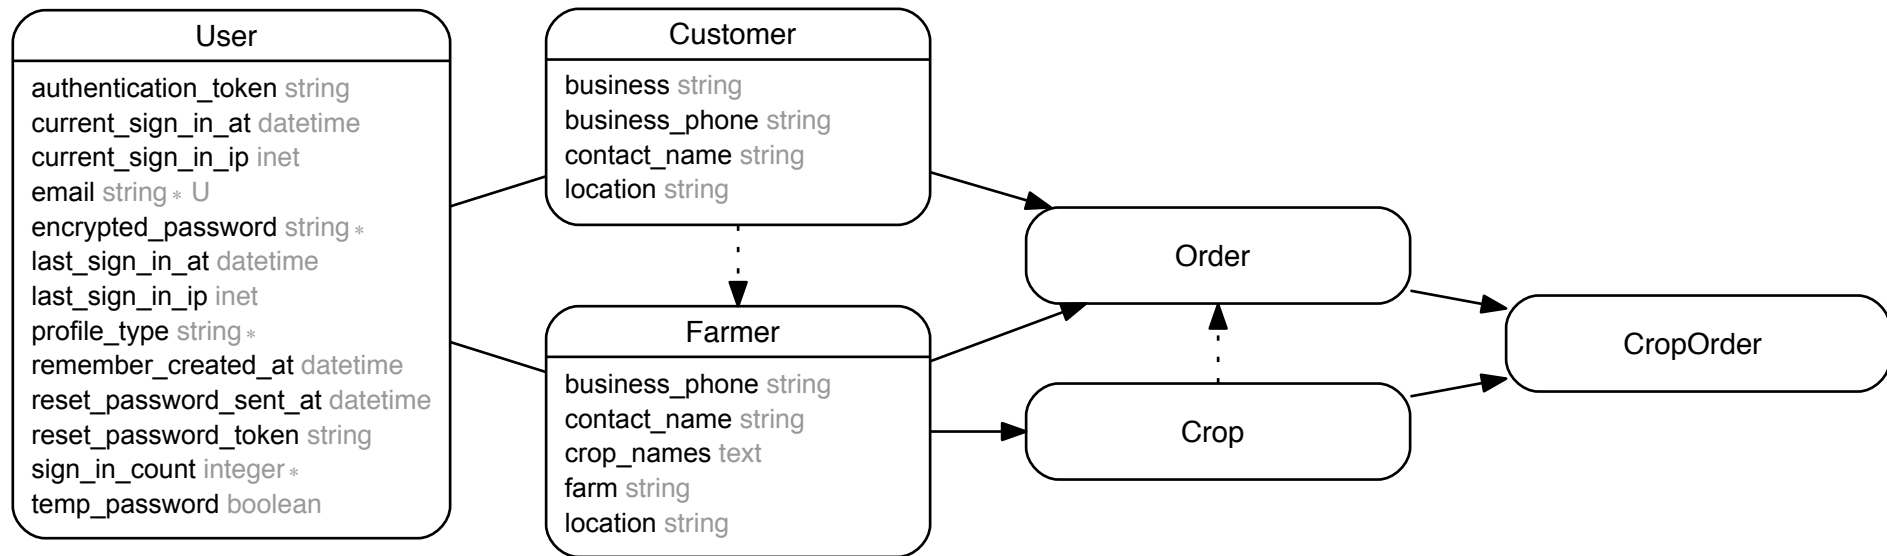 User
authentication_token string
current_sign_in_at datetime
current_sign_in_ip inet
email string * U
encrypted_password string *
last_sign_in_at datetime
last_sign_in_ip inet
profile_type string *
remember_created_at datetime
reset_password_sent_at datetime
reset_password_token string
sign_in_count integer *
temp_password boolean
Customer
business string
business_phone string
contact_name string
location string
Farmer
business_phone string
contact_name string
crop_names text
farm string
location string
Order
Crop
CropOrder